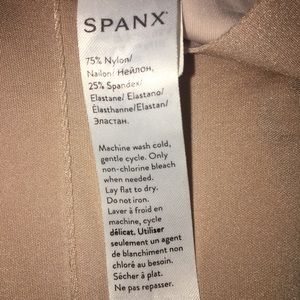 SPANX
75% Nylon/
Nailon/ Нейлон,
25% Spandex/
Elastane/ Elastano/
Élasthanne/Elastan/
Эластан.
Machine wash cold,
gentle cycle. Only
non-chlorine bleach
when needed.
Lay flat to dry.
Do not iron.
Laver à froid en
machine, cycle
délicat. Utiliser
seulement un agent
de blanchiment non
chloré au besoin.
Sécher à plat.
Ne pas repasser.